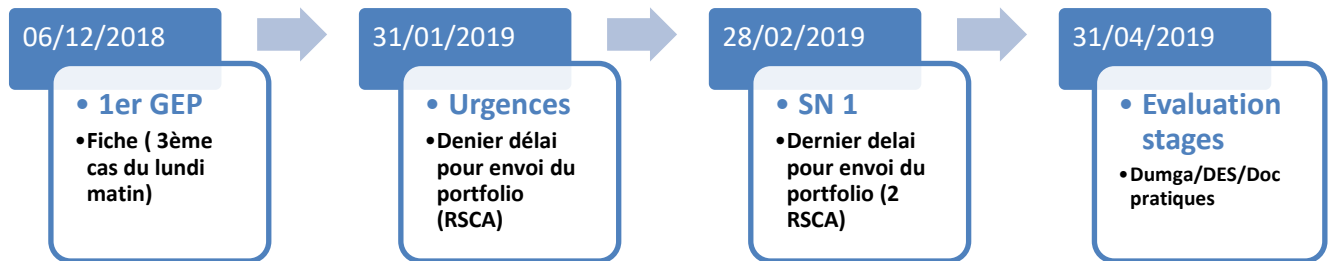 06/12/2018
• 1er GEP
•Fiche ( 3ème
cas du lundi
matin)
31/01/2019
• Urgences
•Denier délai
pour envoi du
portfolio
(RSCA)
28/02/2019
• SN 1
•Dernier delai
pour envoi du
portfolio (2
RSCA)
31/04/2019
• Evaluation
stages
•Dumga/DES/Doc
pratiques